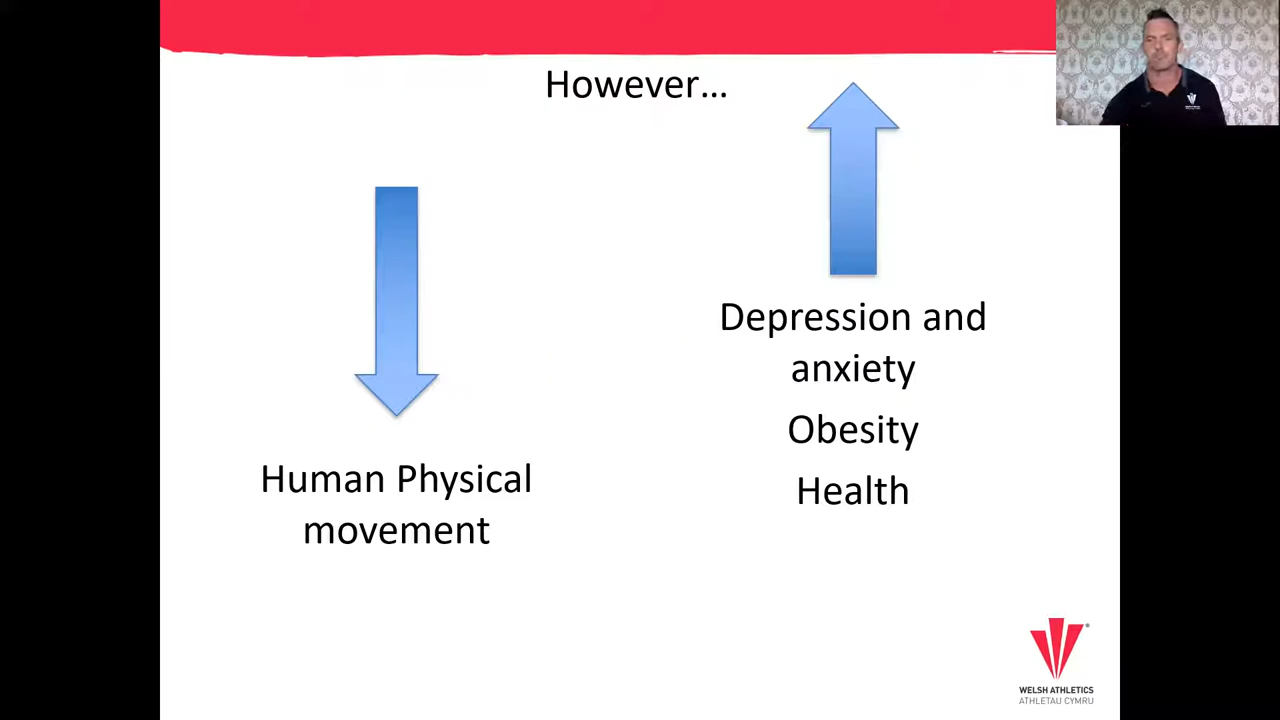 However…
Human Physical
movement
Depression and
anxiety
Obesity
Health
WELSH ATHLETICS
ATHLETAU CYMRU